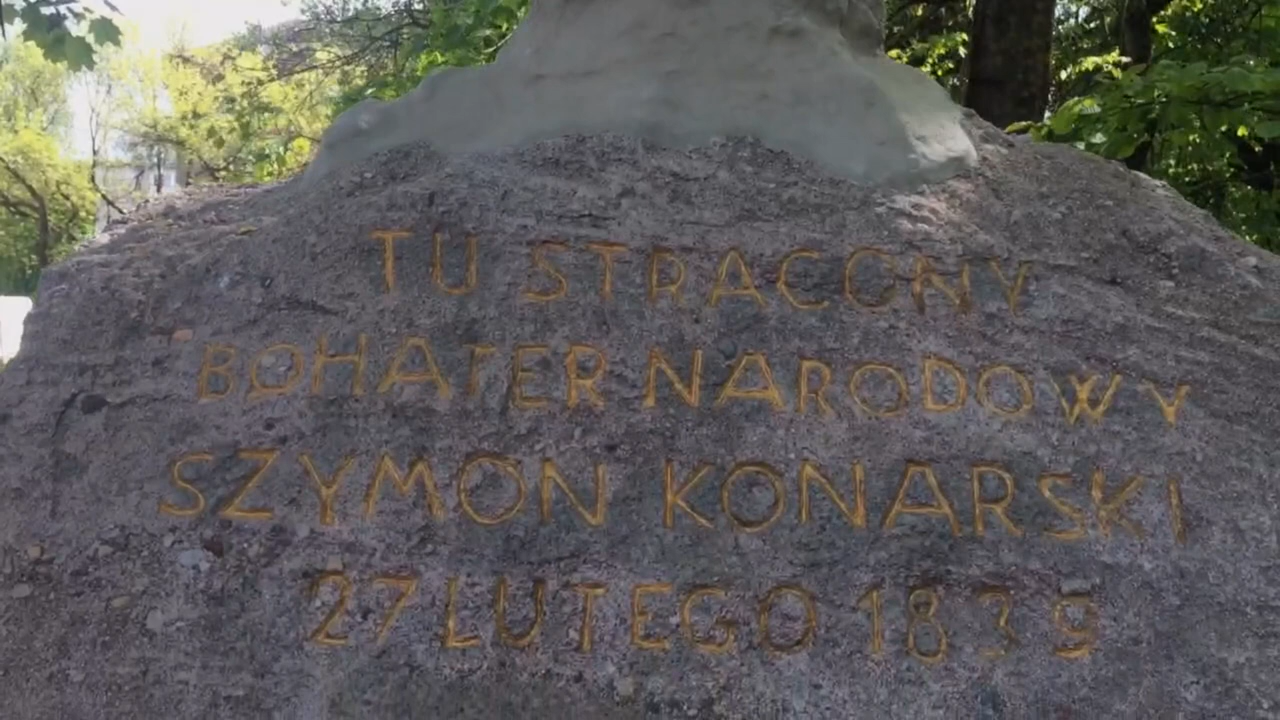 TU STRACONY
BOHATER NARODOWY
SZYMON KONARSKI
27 LUTEGO 1839